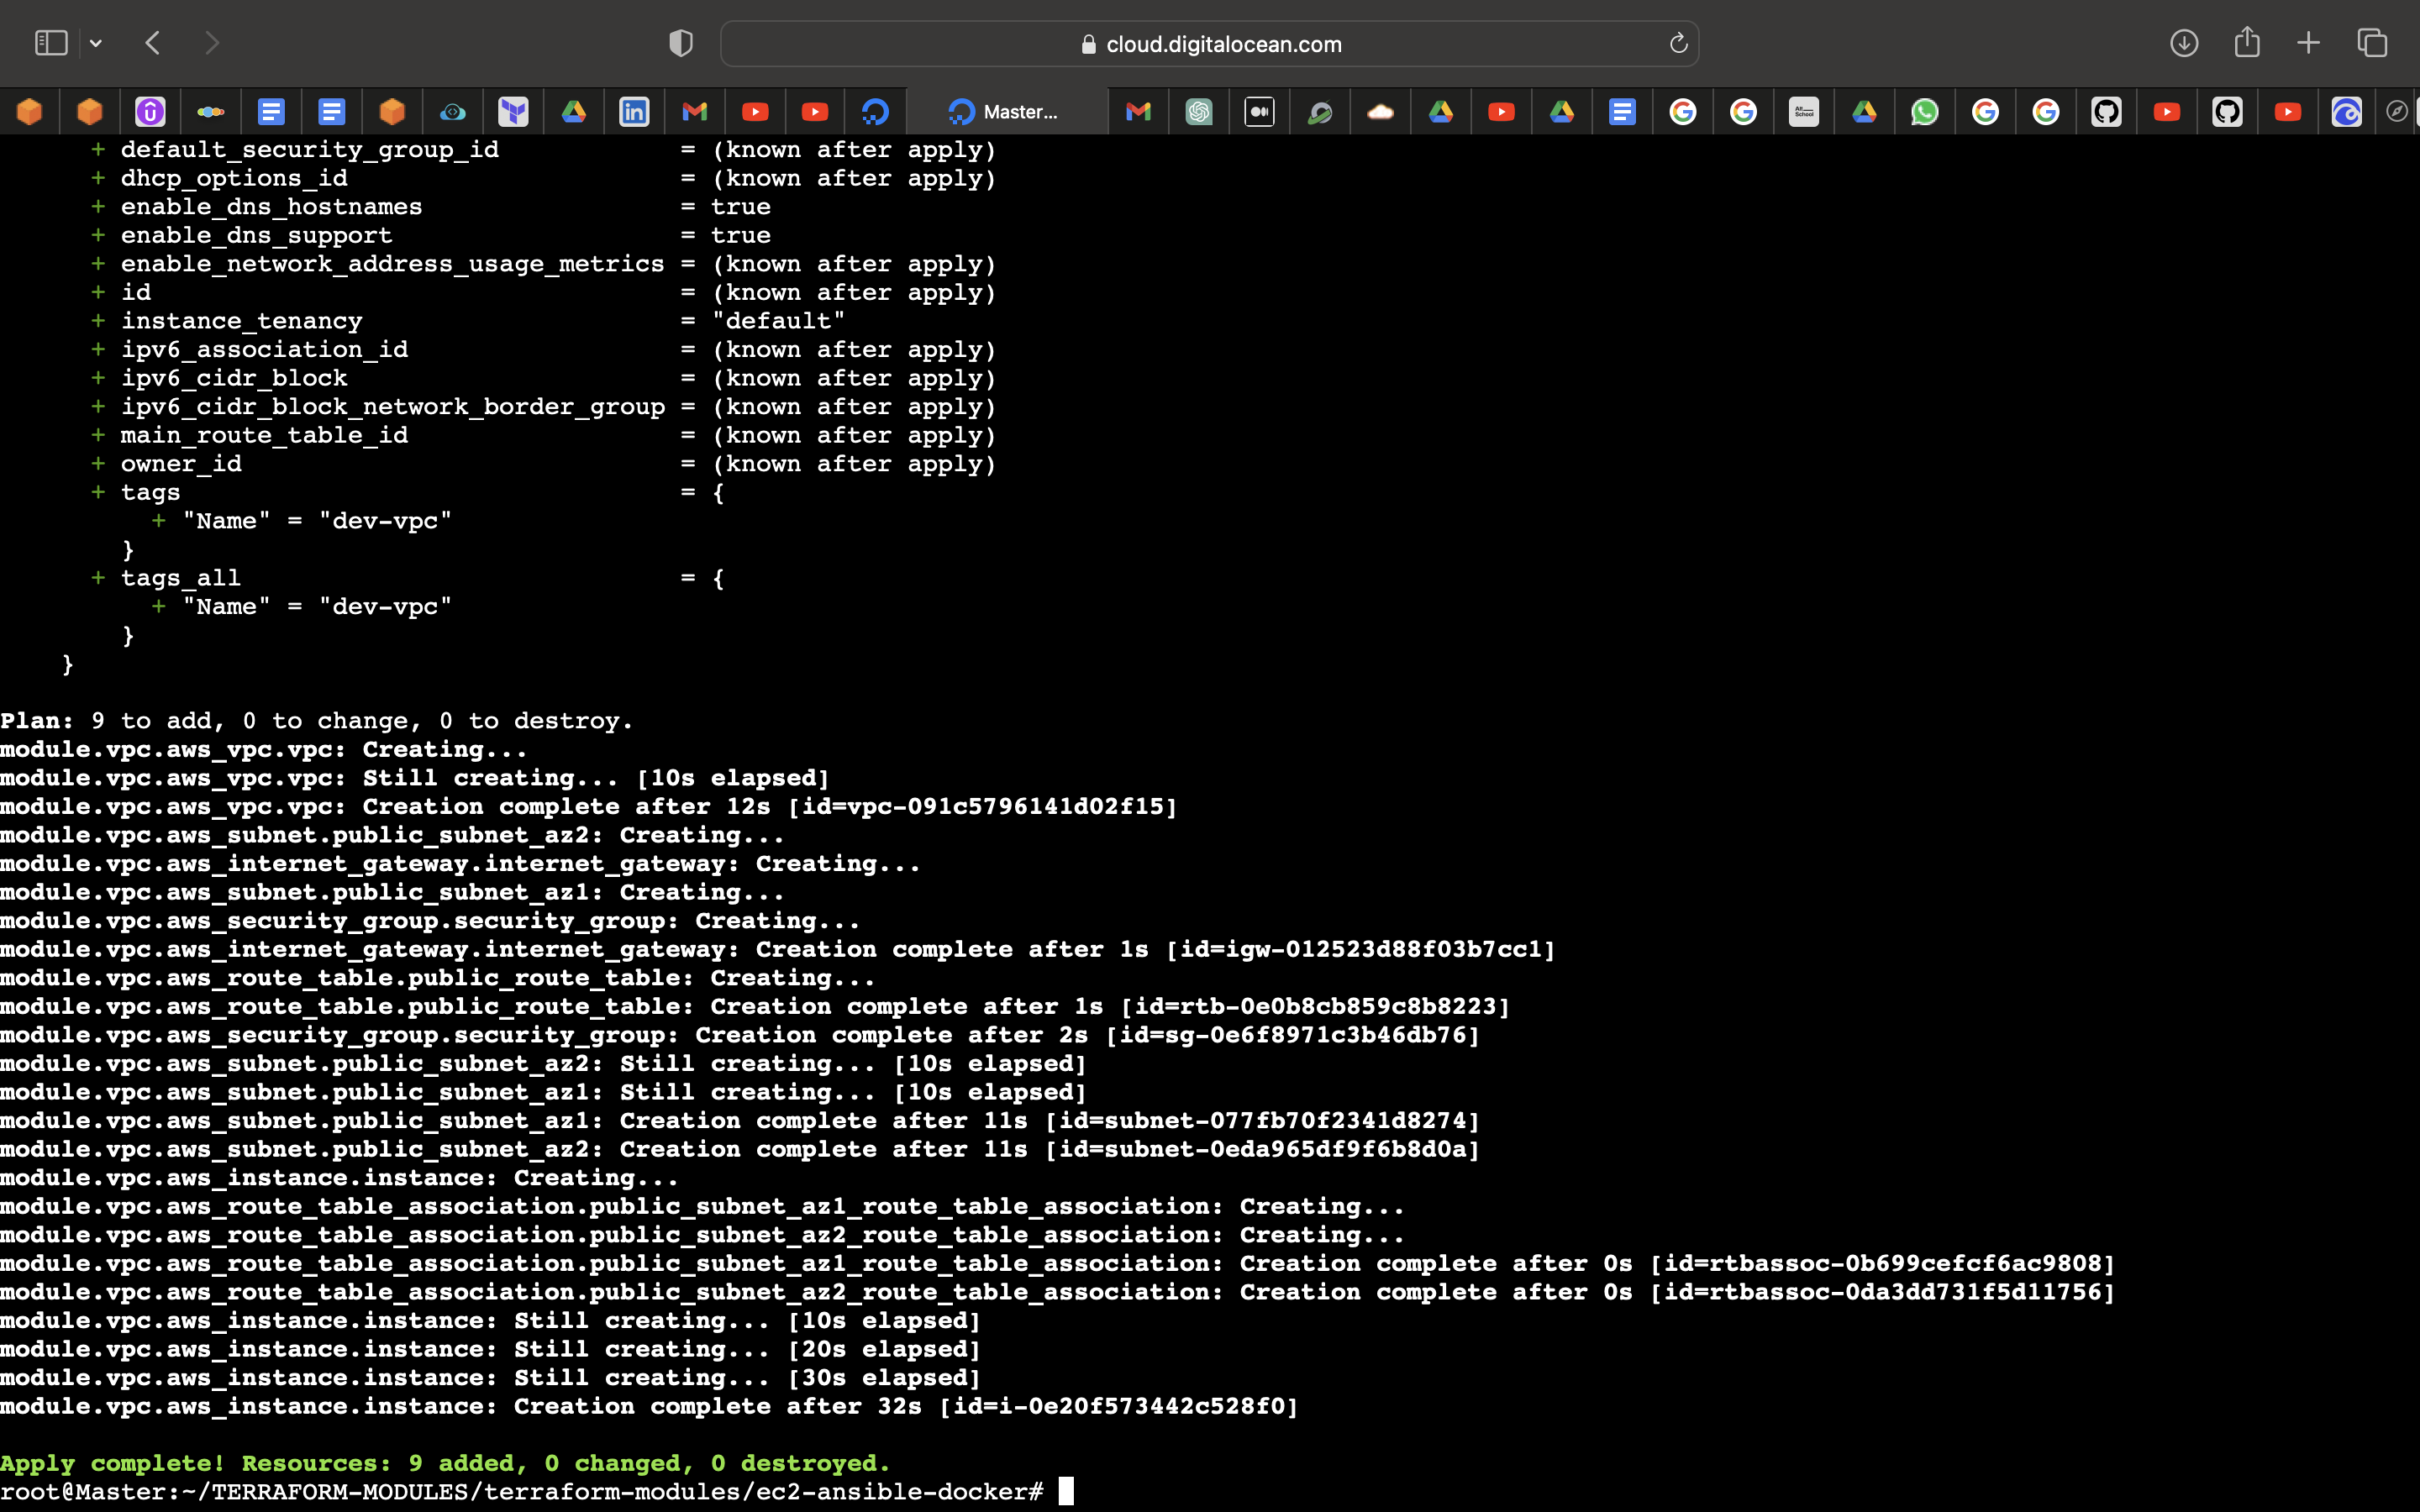 cloud.digitalocean.com
Master...
+ default_security_group_id = (known after apply)
+ dhcp_options_id = (known after apply)
+ enable_dns_hostnames = true
+ enable_dns_support = true
+ enable_network_address_usage_metrics = (known after apply)
+ id = (known after apply)
+ instance_tenancy = "default"
+ ipv6_association_id = (known after apply)
+ ipv6_cidr_block = (known after apply)
+ ipv6_cidr_block_network_border_group = (known after apply)
+ main_route_table_id = (known after apply)
+ owner_id = (known after apply)
+ tags = {
+ "Name" = "dev-vpc"
}
+ tags_all = {
+ "Name" = "dev-vpc"
}
}
Plan: 9 to add, 0 to change, 0 to destroy.
module.vpc.aws_vpc.vpc: Creating...
module.vpc.aws_vpc.vpc: Still creating... [10s elapsed]
module.vpc.aws_vpc.vpc: Creation complete after 12s [id=vpc-091c5796141d02f15]
module.vpc.aws_subnet.public_subnet_az2: Creating...
module.vpc.aws_internet_gateway.internet_gateway: Creating...
module.vpc.aws_subnet.public_subnet_az1: Creating...
module.vpc.aws_security_group.security_group: Creating...
module.vpc.aws_internet_gateway.internet_gateway: Creation complete after 1s [id=igw-012523d88f03b7cc1]
module.vpc.aws_route_table.public_route_table: Creating...
module.vpc.aws_route_table.public_route_table: Creation complete after 1s [id=rtb-0e0b8cb859c8b8223]
module.vpc.aws_security_group.security_group: Creation complete after 2s [id=sg-0e6f8971c3b46db76]
module.vpc.aws_subnet.public_subnet_az2: Still creating... [10s elapsed]
module.vpc.aws_subnet.public_subnet_az1: Still creating... [10s elapsed]
module.vpc.aws_subnet.public_subnet_az1: Creation complete after 11s [id=subnet-077fb70f2341d8274]
module.vpc.aws_subnet.public_subnet_az2: Creation complete after 11s [id=subnet-0eda965df9f6b8d0a]
module.vpc.aws_instance.instance: Creating...
module.vpc.aws_route_table_association.public_subnet_az1_route_table_association: Creating...
module.vpc.aws_route_table_association.public_subnet_az2_route_table_association: Creating...
module.vpc.aws_route_table_association.public_subnet_az1_route_table_association: Creation complete after 0s [id=rtbassoc-0b699cefcf6ac9808]
module.vpc.aws_route_table_association.public_subnet_az2_route_table_association: Creation complete after 0s [id=rtbassoc-0da3dd731f5d11756]
module.vpc.aws_instance.instance: Still creating... [10s elapsed]
module.vpc.aws_instance.instance: Still creating... [20s elapsed]
module.vpc.aws_instance.instance: Still creating... [30s elapsed]
module.vpc.aws_instance.instance: Creation complete after 32s [id=i-0e20f573442c528f0]
Apply complete! Resources: 9 added, 0 changed, 0 destroyed.
root@Master:~/TERRAFORM-MODULES/terraform-modules/ec2-ansible-docker#